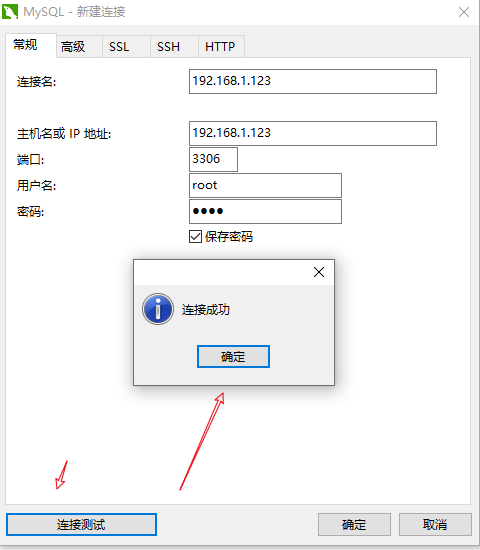 MySQL - 新建连接
常规 高级 SSL SSH HTTP
连接名: 192.168.1.123
主机名或 IP 地址: 192.168.1.123
端口: 3306
用户名: root
密码: ●●●●
保存密码
连接成功
确定
连接测试 确定 取消